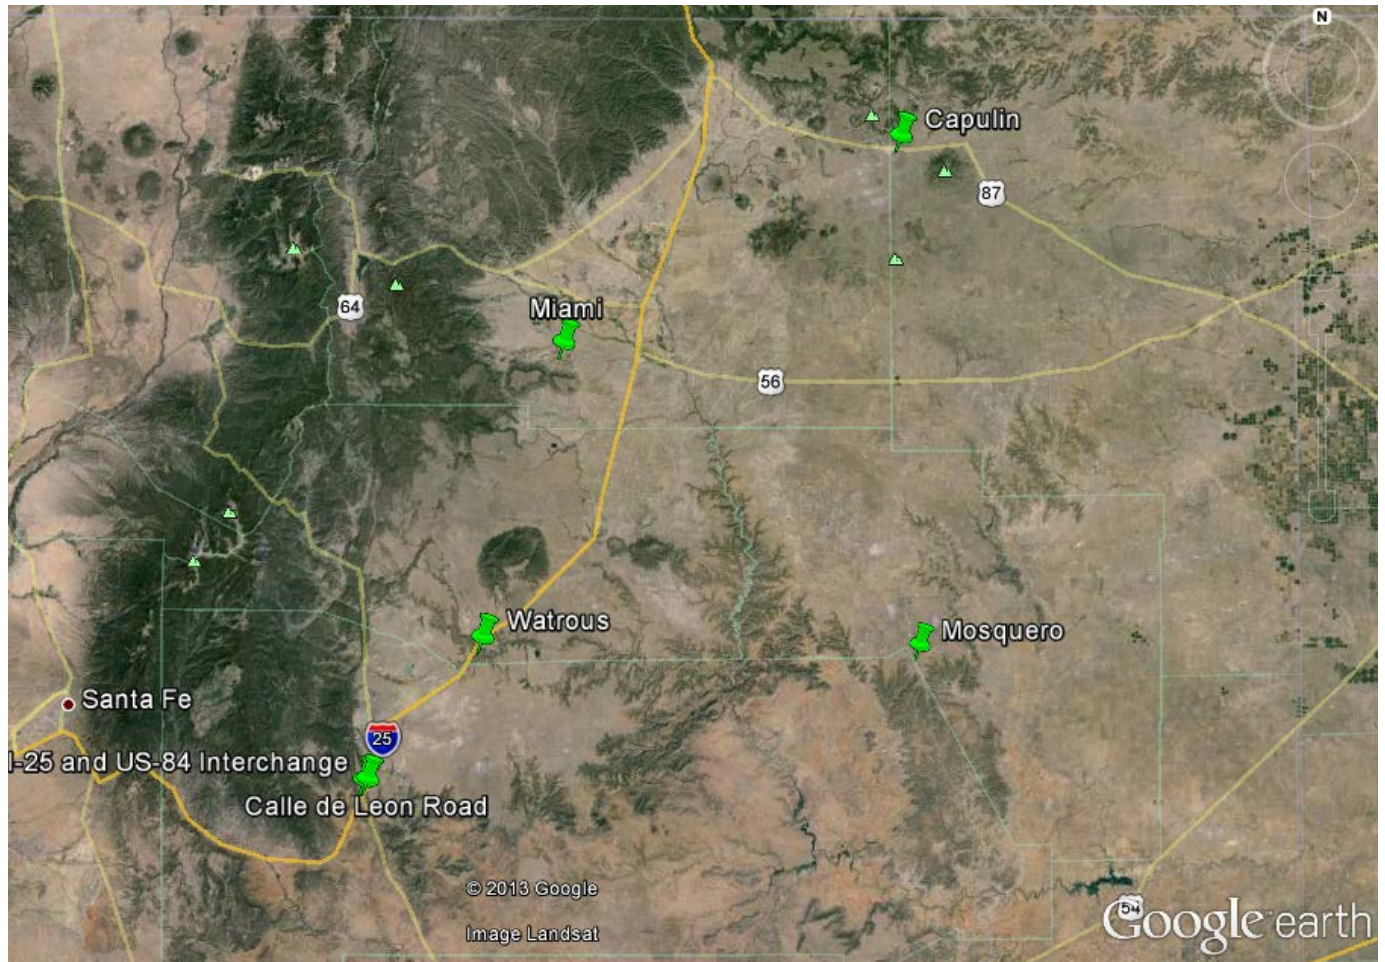 N
Capulin
87
64
Miami
56
Watrous
Mosquero
Santa Fe
25
I-25 and US-84 Interchange
Calle de Leon Road
© 2013 Google
Image Landsat
54
Google earth